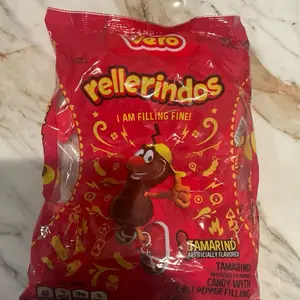 Vero
rellerindos
I AM FILLING FINE!
TAMARIND
ARTIFICIALLY FLAVORED
TAMARIND
CANDY WITH
CHILI PEPPER FILLING